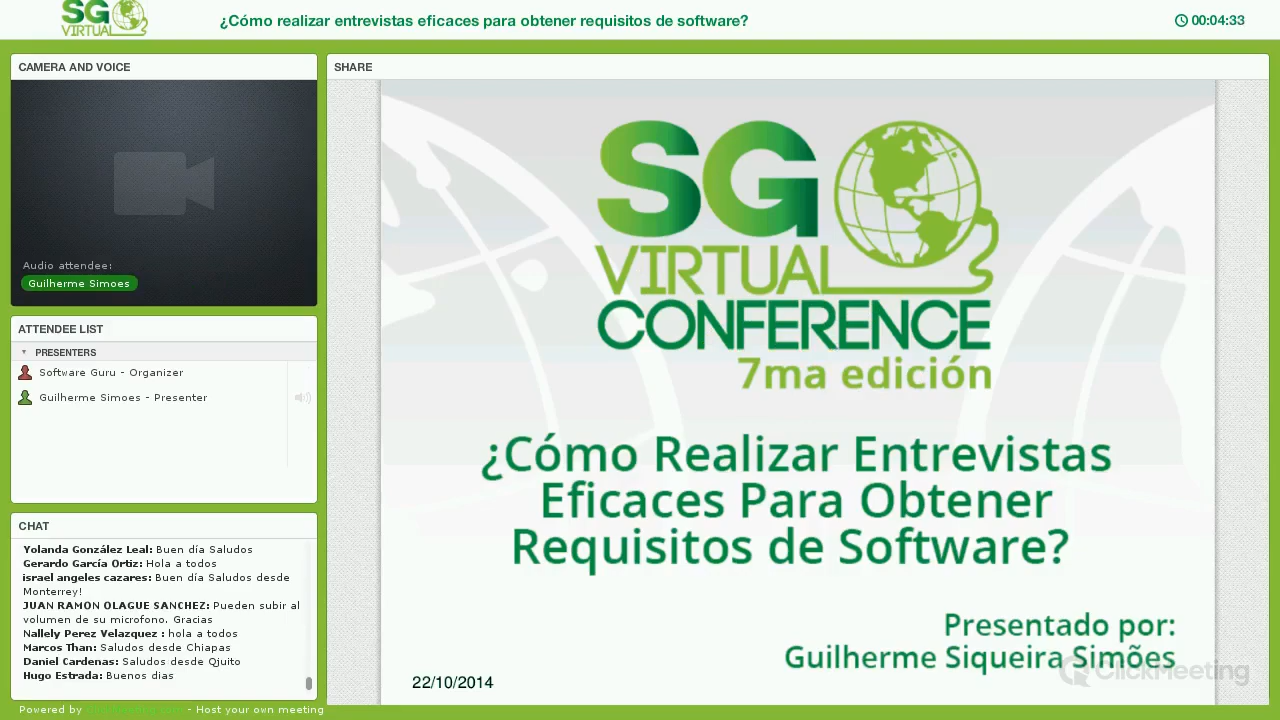 SG
VIRTUAL
¿Cómo realizar entrevistas eficaces para obtener requisitos de software?
00:04:33
CAMERA AND VOICE
Audio attendee:
Guilherme Simoes
ATTENDEE LIST
PRESENTERS
Software Guru - Organizer
Guilherme Simoes - Presenter
CHAT
Yolanda González Leal: Buen día Saludos
Gerardo García Ortiz: Hola a todos
israel angeles cazares: Buen día Saludos desde
Monterrey!
JUAN RAMON OLAGUE SANCHEZ: Pueden subir al
volumen de su microfono. Gracias
Nallely Perez Velazquez : hola a todos
Marcos Than: Saludos desde Chiapas
Daniel Cardenas: Saludos desde Qjuito
Hugo Estrada: Buenos dias
Powered by ClickMeeting.com - Host your own meeting
SHARE
SG
VIRTUAL
CONFERENCE
7ma edición
¿Cómo Realizar Entrevistas
Eficaces Para Obtener
Requisitos de Software?
Presentado por:
Guilherme Siqueira Simões
ClickMeeting
22/10/2014